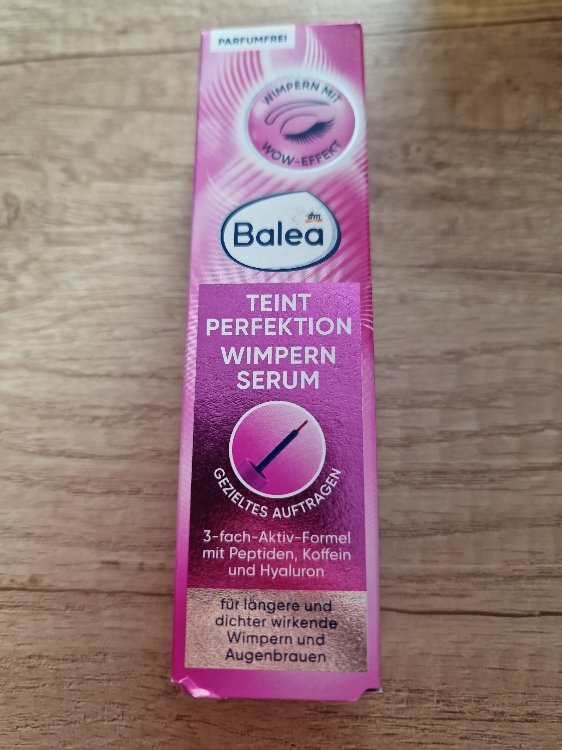 PARFUMFREI
WIMPERN MIT
WOW-EFFEKT
dm
Balea
TEINT
PERFEKTION
WIMPERN
SERUM
GEZIELTES AUFTRAGEN
3-fach-Aktiv-Formel
mit Peptiden, Koffein
und Hyaluron
für längere und
dichter wirkende
Wimpern und
Augenbrauen